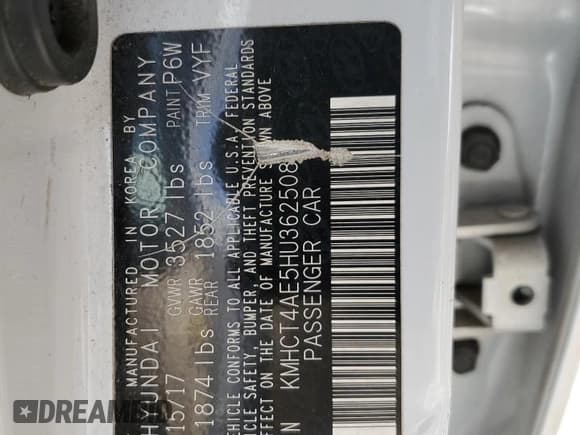 MANUFACTURED IN KOREA BY
HYUNDAI MOTOR COMPANY
15/17 GVWR 3527 lbs PAINT P6W
1874 lbs GAWR REAR 1852 lbs TRIM VYF
VEHICLE CONFORMS TO ALL APPLICABLE U.S.A. FEDERAL
VEHICLE SAFETY, BUMPER, AND THEFT PREVENTION STANDARDS
EFFECT ON THE DATE OF MANUFACTURE ABOVE
N KMHCT4AE5HU362508
PASSENGER CAR
DREAMBID